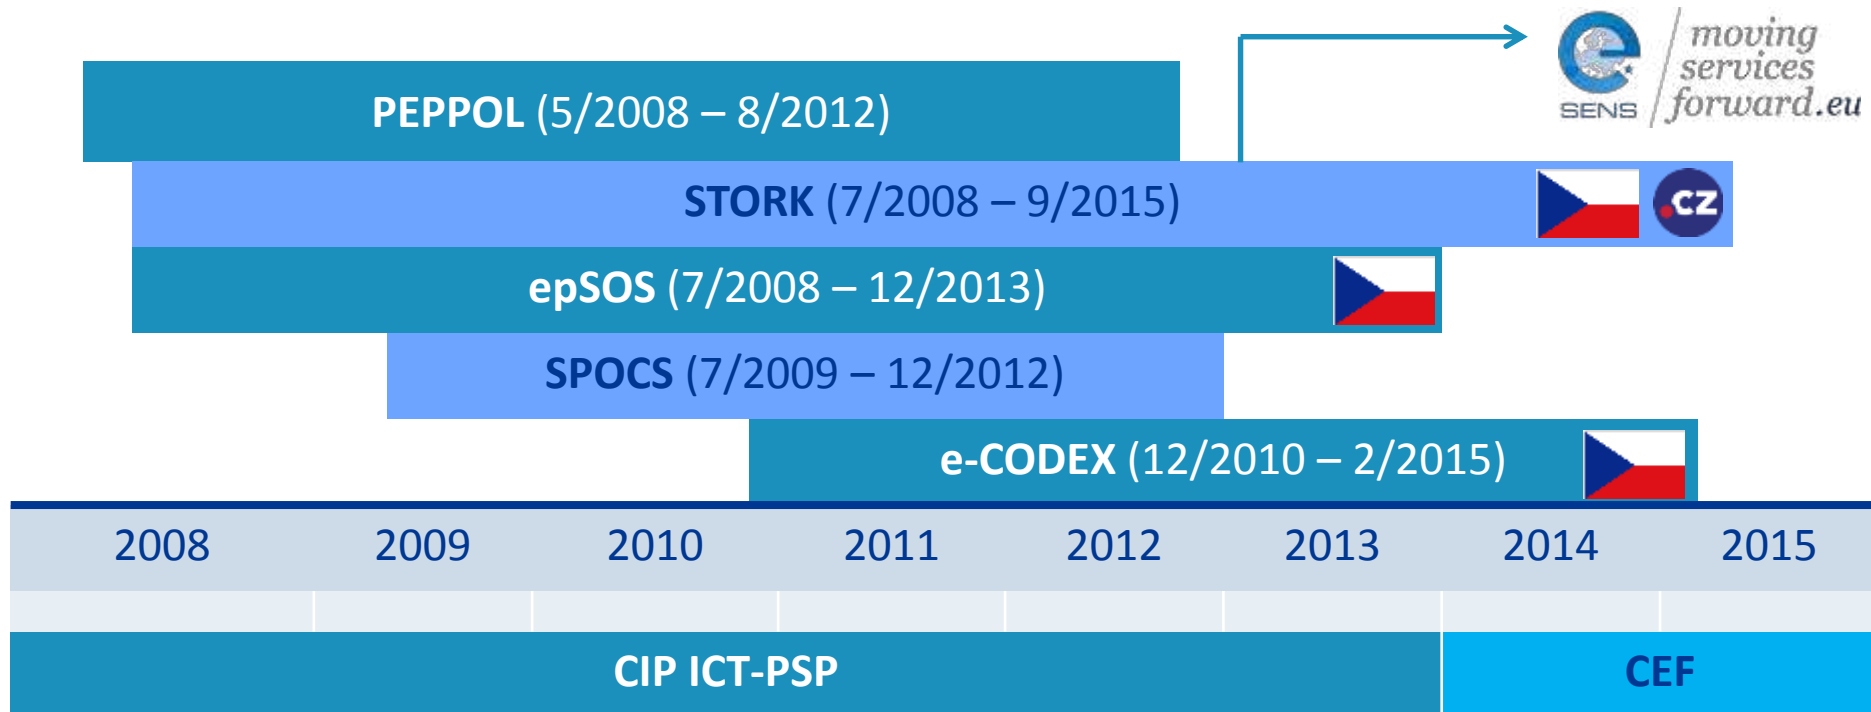 moving
services
forward.eu
e
SENS
PEPPOL (5/2008 – 8/2012)
STORK (7/2008 – 9/2015)
.CZ
epSOS (7/2008 – 12/2013)
SPOCS (7/2009 – 12/2012)
e-CODEX (12/2010 – 2/2015)
2008 2009 2010 2011 2012 2013 2014 2015
CIP ICT-PSP CEF